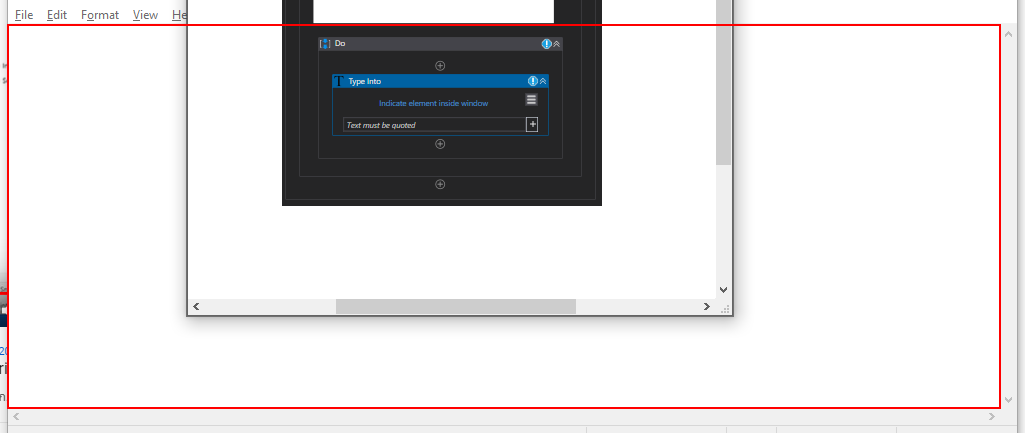 File Edit Format View He
Do
Type Into
Indicate element inside window
Text must be quoted